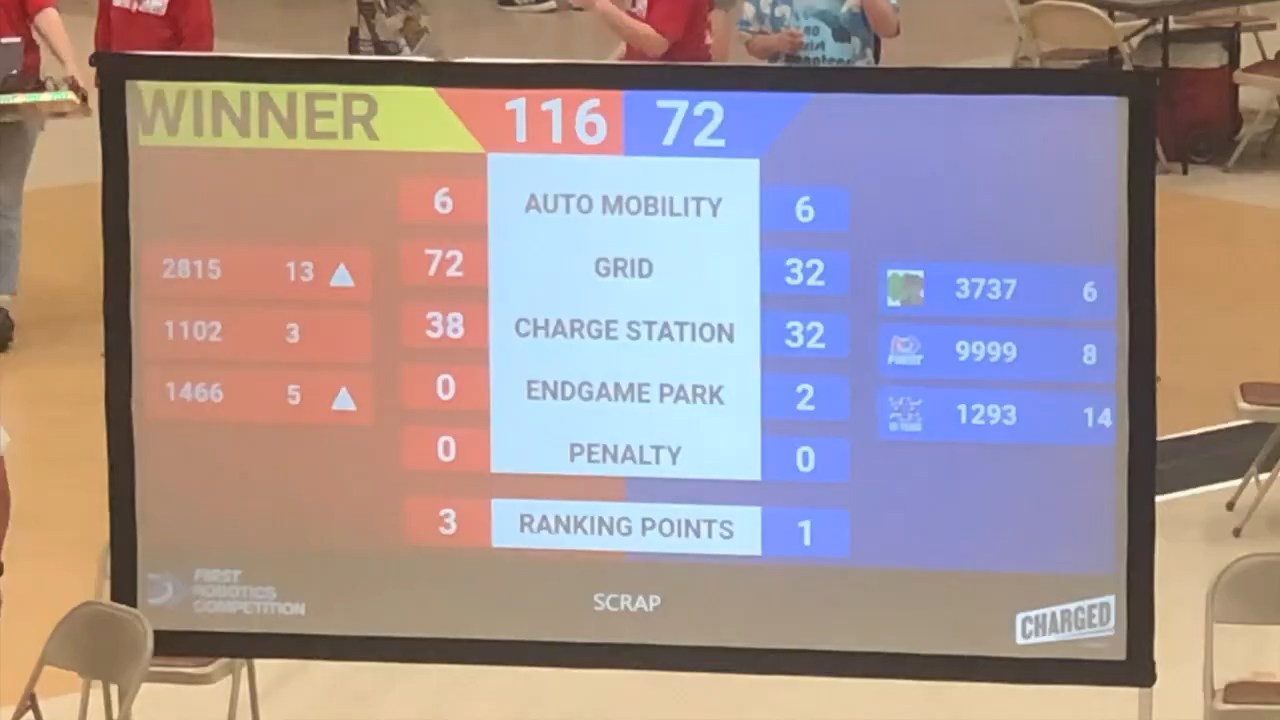 WINNER 116 72
6 AUTO MOBILITY 6
2815 13 72 GRID 32 3737 6
1102 3 38 CHARGE STATION 32 9999 8
1466 5 0 ENDGAME PARK 2 1293 14
0 PENALTY 0
3 RANKING POINTS 1
FIRST
ROBOTICS
COMPETITION
SCRAP
CHARGED